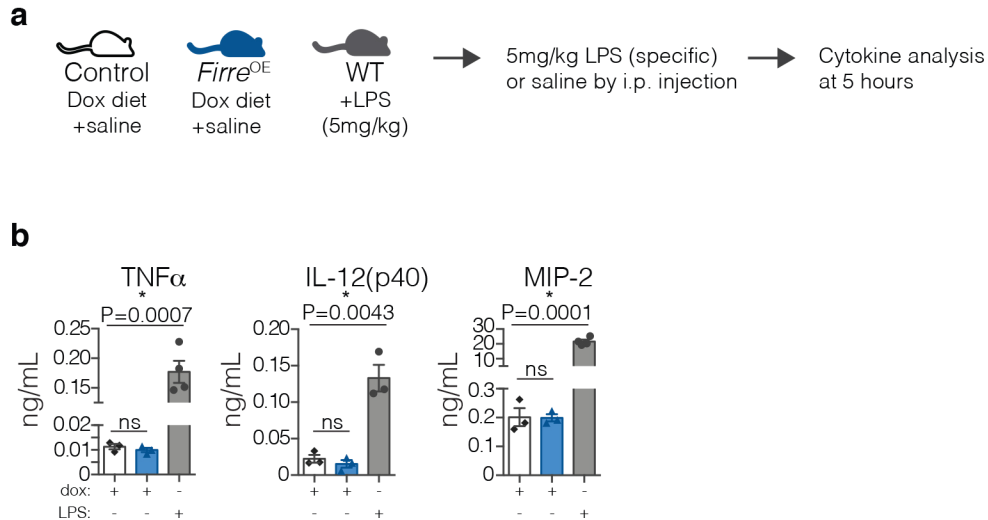 a
Control
Dox diet
+saline
FirreOE
Dox diet
+saline
WT
+LPS
(5mg/kg)
5mg/kg LPS (specific)
or saline by i.p. injection
Cytokine analysis
at 5 hours
b
TNFα
*
P=0.0007
ng/mL
0.25
0.20
0.15
0.02
0.01
0
ns
dox: + + -
LPS: - - +
IL-12(p40)
*
P=0.0043
ng/mL
0.20
0.15
0.10
0.05
0
ns
+ + -
- - +
MIP-2
*
P=0.0001
ng/mL
30
20
10
0.3
0.2
0.1
0
ns
+ + -
- - +